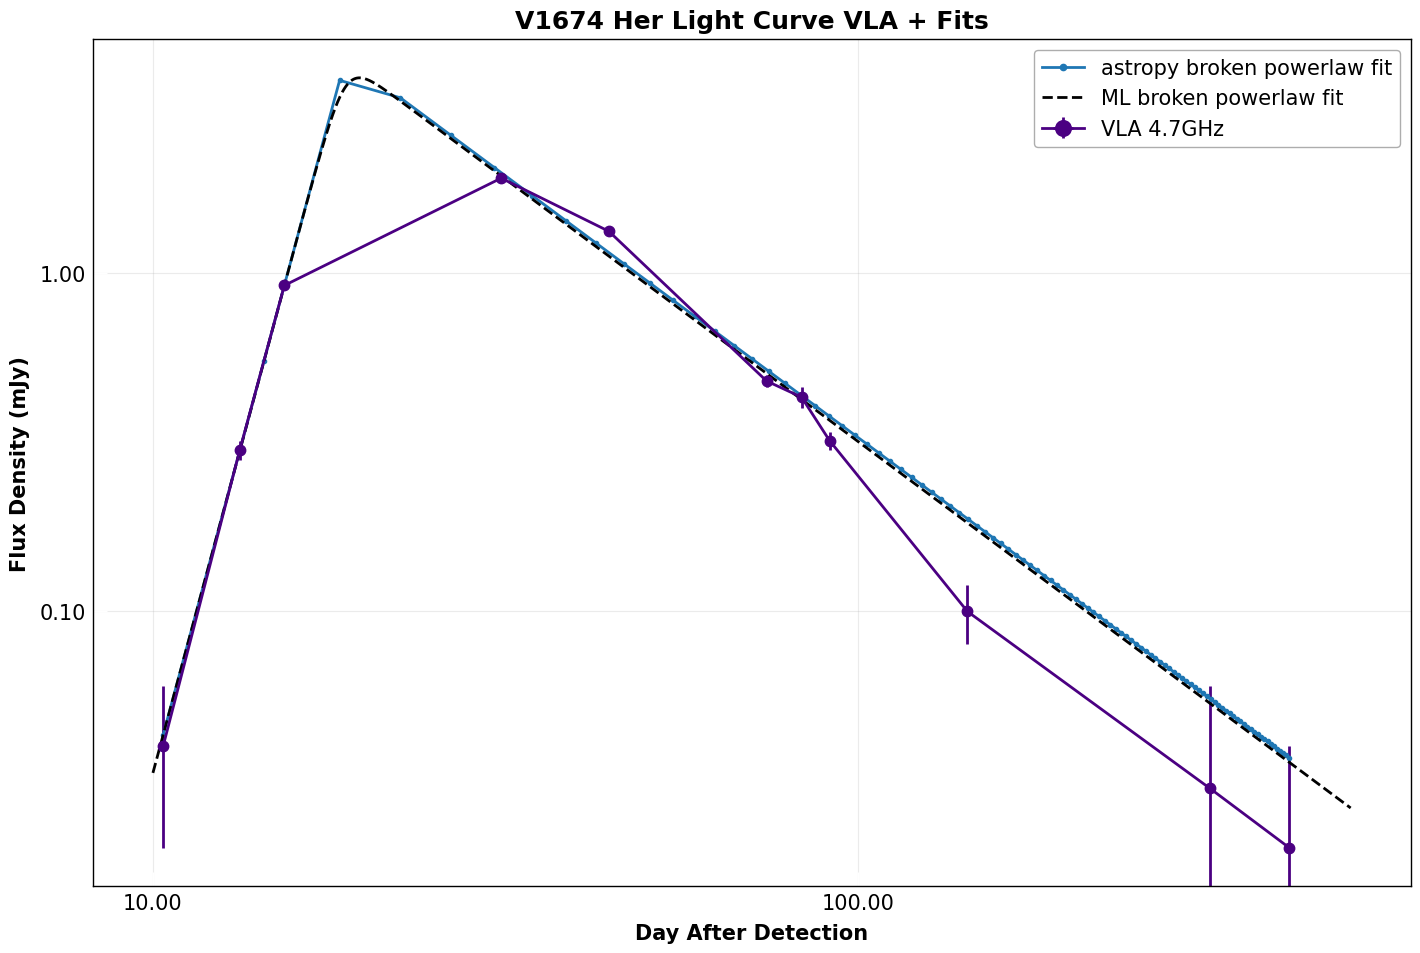 V1674 Her Light Curve VLA + Fits
astropy broken powerlaw fit
ML broken powerlaw fit
VLA 4.7GHz
Flux Density (mJy)
1.00
0.10
10.00
100.00
Day After Detection